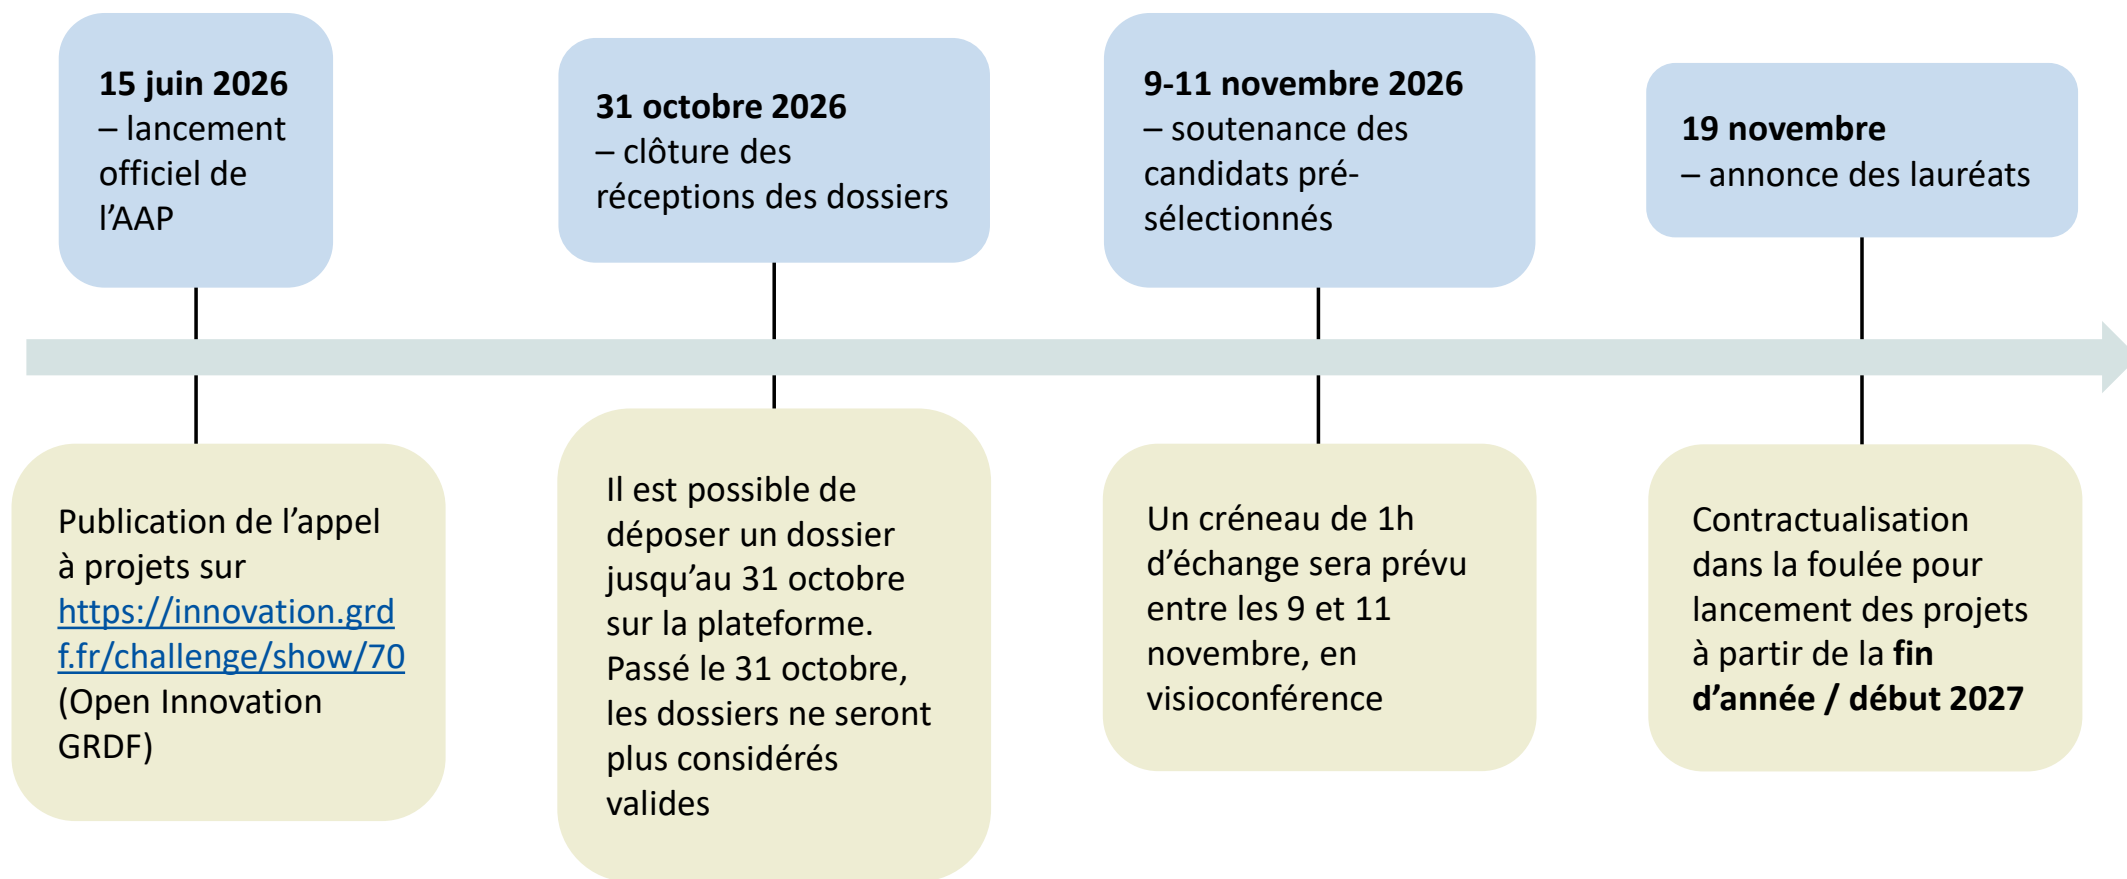 15 juin 2026
– lancement
officiel de
l’AAP
31 octobre 2026
– clôture des
réceptions des dossiers
9-11 novembre 2026
– soutenance des
candidats pré-
sélectionnés
19 novembre
– annonce des lauréats
Publication de l’appel
à projets sur
https://innovation.grd
f.fr/challenge/show/70
(Open Innovation
GRDF)
Il est possible de
déposer un dossier
jusqu’au 31 octobre
sur la plateforme.
Passé le 31 octobre,
les dossiers ne seront
plus considérés
valides
Un créneau de 1h
d’échange sera prévu
entre les 9 et 11
novembre, en
visioconférence
Contractualisation
dans la foulée pour
lancement des projets
à partir de la fin
d’année / début 2027